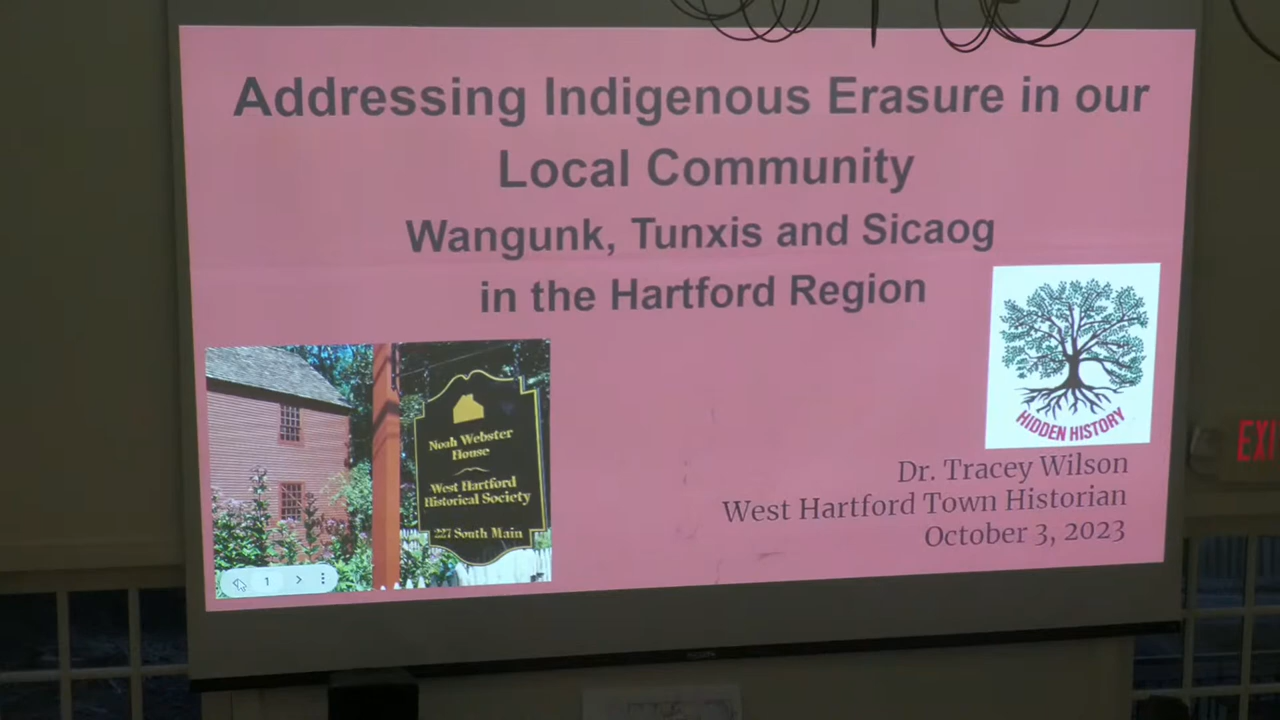 Addressing Indigenous Erasure in our
Local Community
Wangunk, Tunxis and Sicaog
in the Hartford Region
HIDDEN HISTORY
Noah Webster
House
West Hartford
Historical Society
227 South Main
Dr. Tracey Wilson
West Hartford Town Historian
October 3, 2023
1
EXI